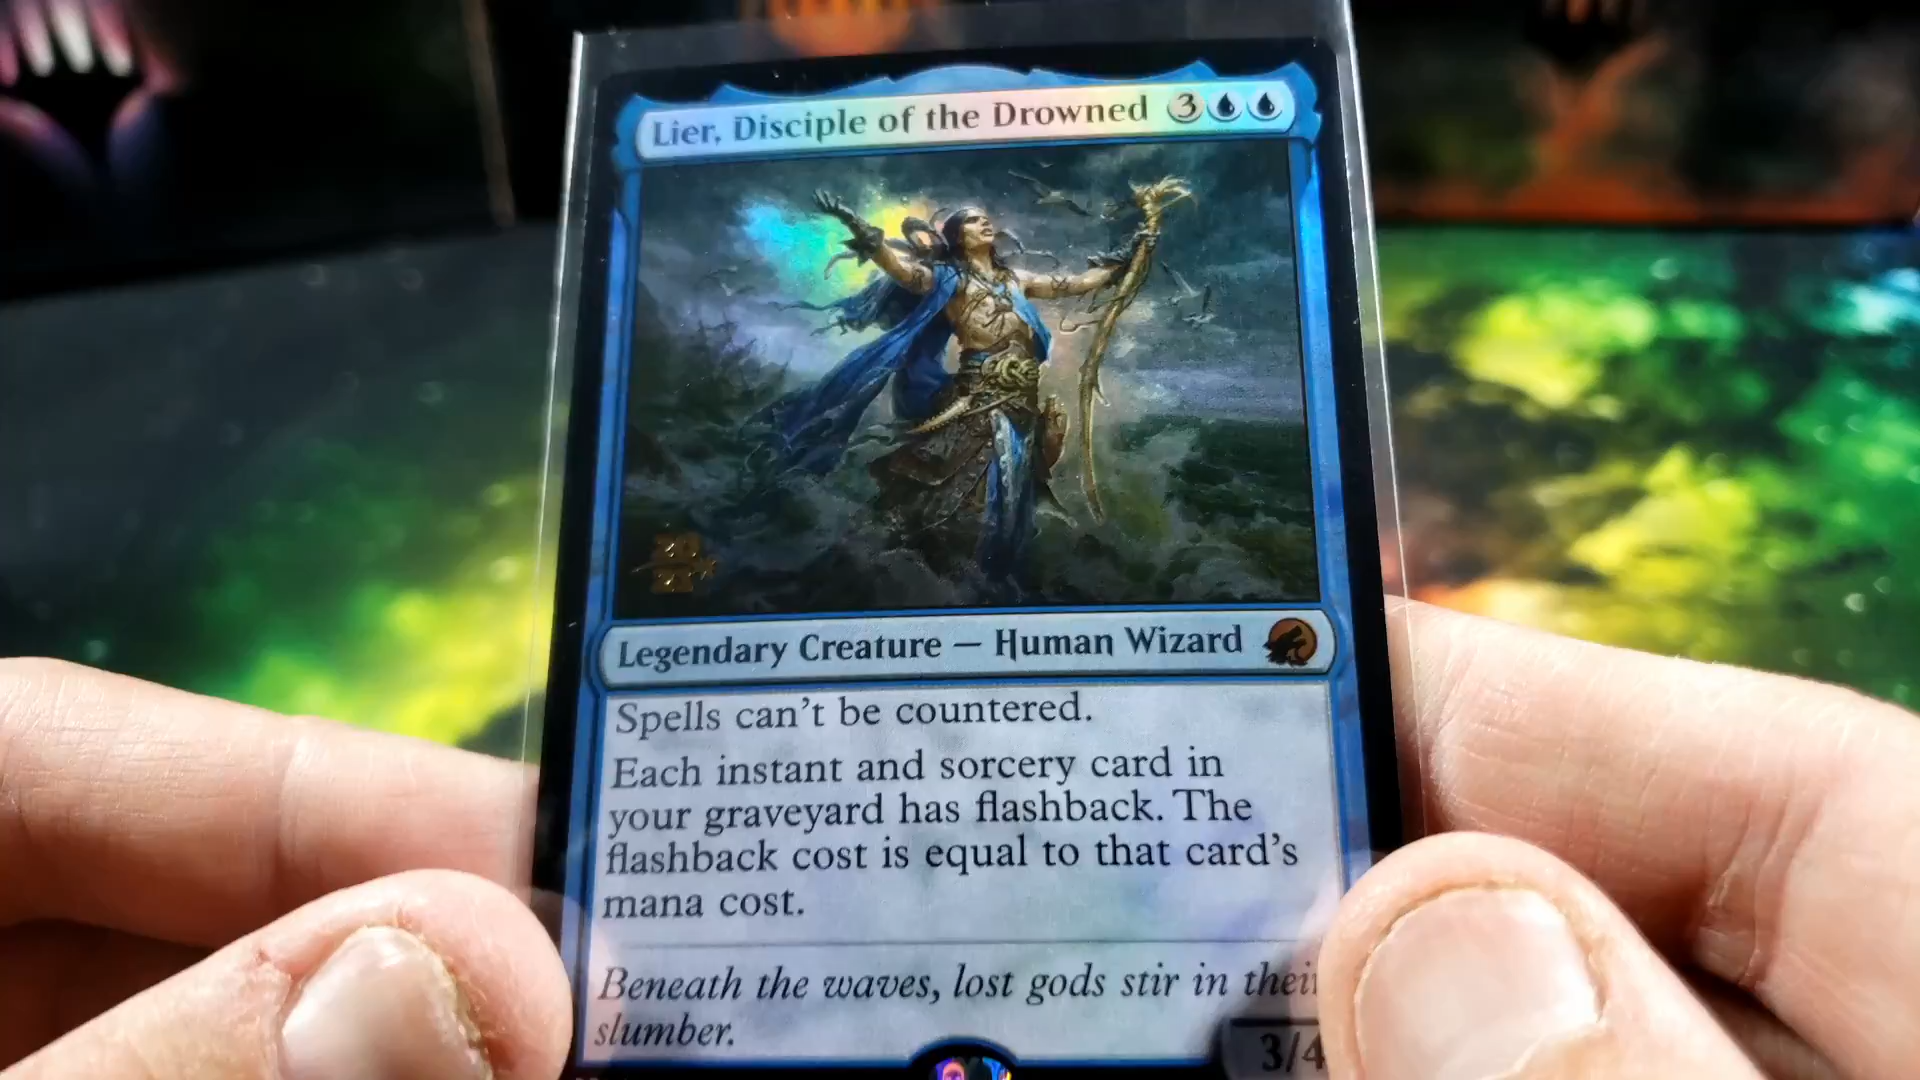 Lier, Disciple of the Drowned 3
Legendary Creature — Human Wizard
Spells can't be countered.
Each instant and sorcery card in
your graveyard has flashback. The
flashback cost is equal to that card's
mana cost.
Beneath the waves, lost gods stir in their
slumber.
3/4